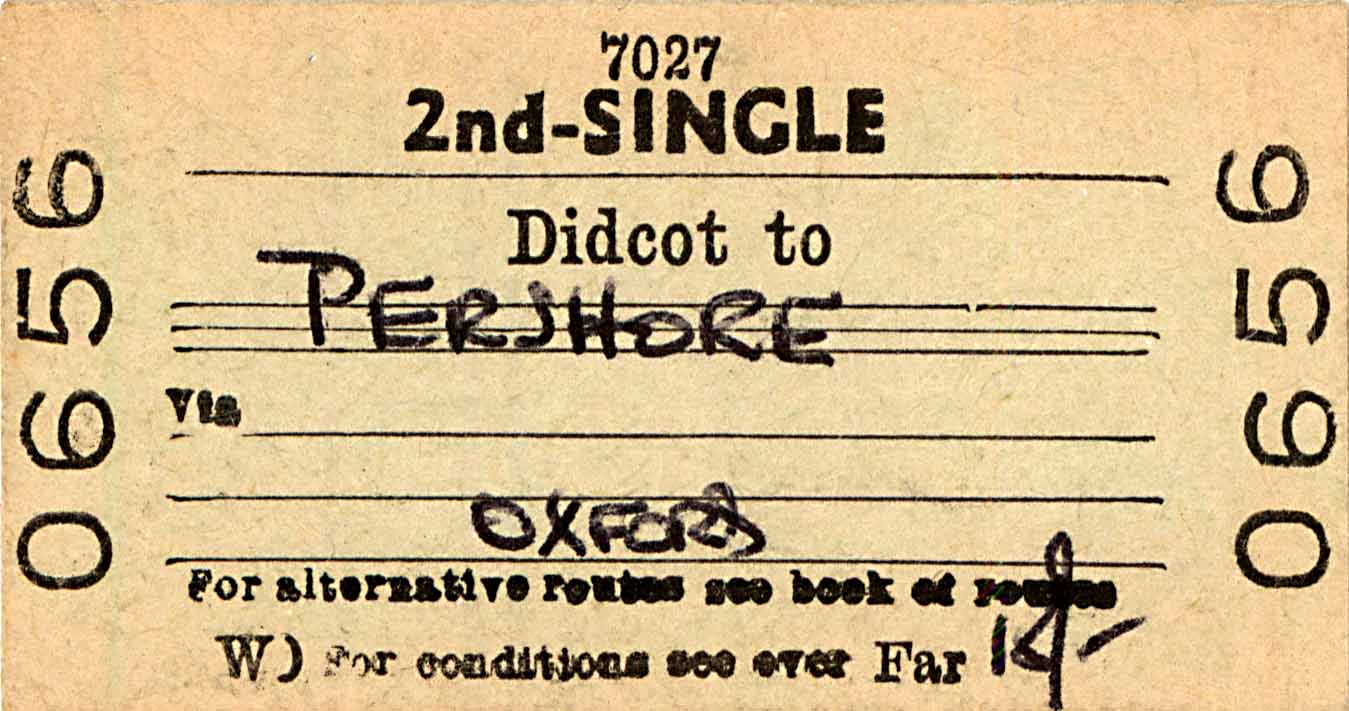 7027
2nd-SINGLE
Didcot to
PERSHORE
Via
OXFORD
For alternative routes see book of routes
W) For conditions see over Far
0656
0656